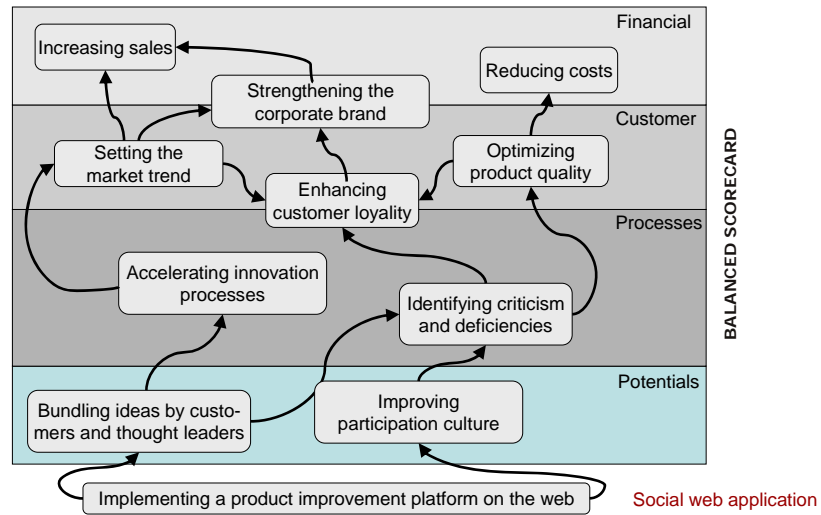 Financial
Increasing sales
Reducing costs
Strengthening the
corporate brand
Customer
Setting the
market trend
Optimizing
product quality
Enhancing
customer loyality
BALANCED SCORECARD
Processes
Accelerating innovation
processes
Identifying criticism
and deficiencies
Potentials
Bundling ideas by custo-
mers and thought leaders
Improving
participation culture
Implementing a product improvement platform on the web
Social web application